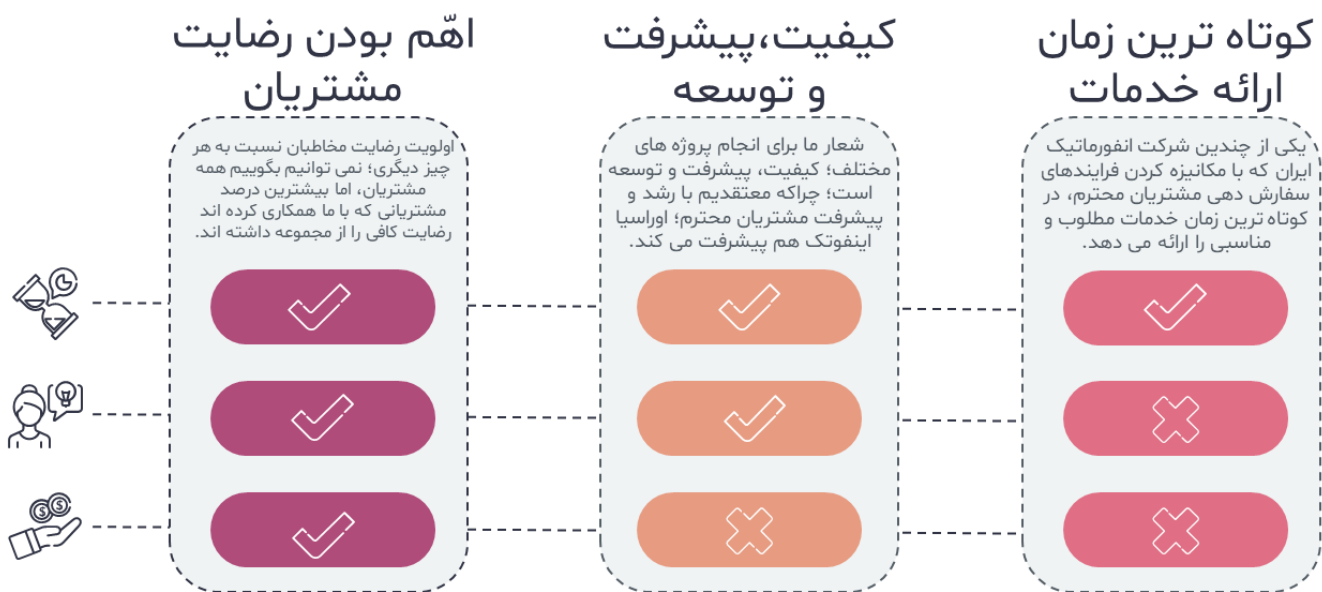 کوتاه ترین زمان
ارائه خدمات
یکی از چندین شرکت انفورماتیک
ایران که با مکانیزه کردن فرایندهای
سفارش دهی مشتریان محترم، در
کوتاه ترین زمان خدمات مطلوب و
مناسبی را ارائه می دهد.
کیفیت،پیشرفت
و توسعه
شعار ما برای انجام پروژه های
مختلف؛ کیفیت، پیشرفت و توسعه
است؛ چراکه معتقدیم با رشد و
پیشرفت مشتریان محترم؛ اوراسیا
اینفوتک هم پیشرفت می کند.
اهّم بودن رضایت
مشتریان
اولویت رضایت مخاطبان نسبت به هر
چیز دیگری؛ نمی توانیم بگوییم همه
مشتریان، اما بیشترین درصد
مشتریانی که با ما همکاری کرده اند
رضایت کافی را از مجموعه داشته اند.